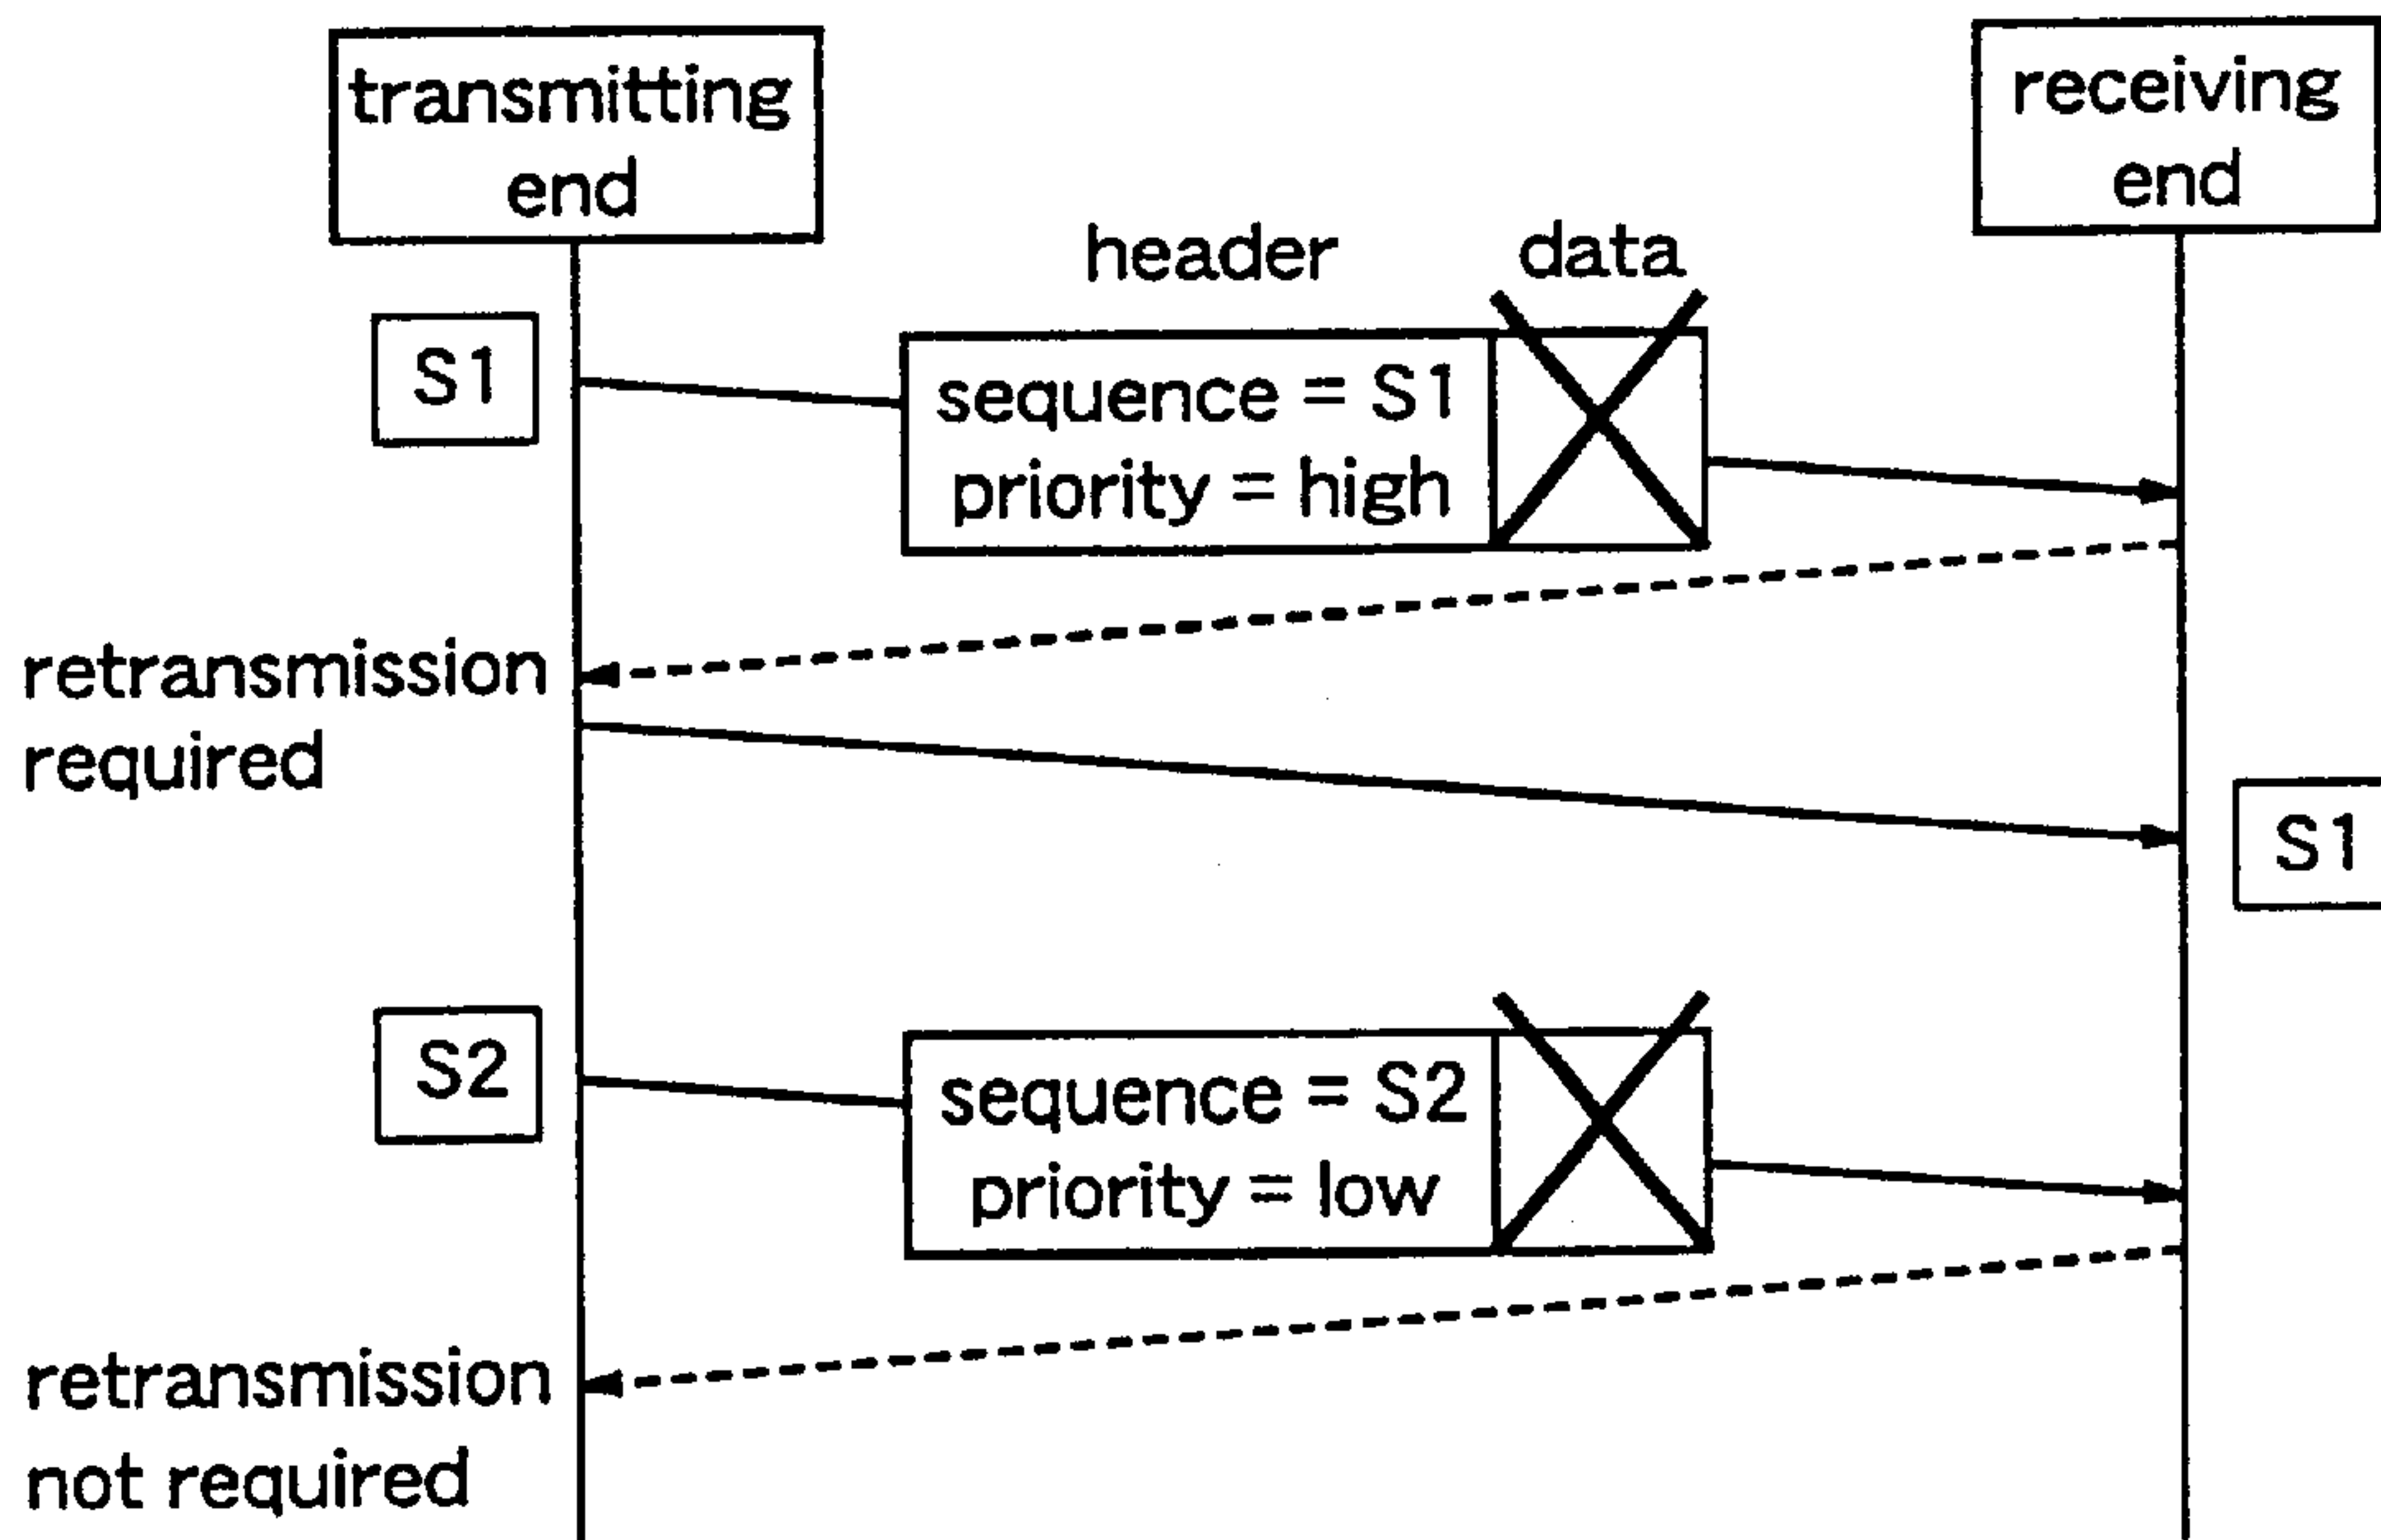 transmitting
end
receiving
end
header
data
S1
sequence = S1
priority = high
retransmission
required
S1
S2
sequence = S2
priority = low
retransmission
not required